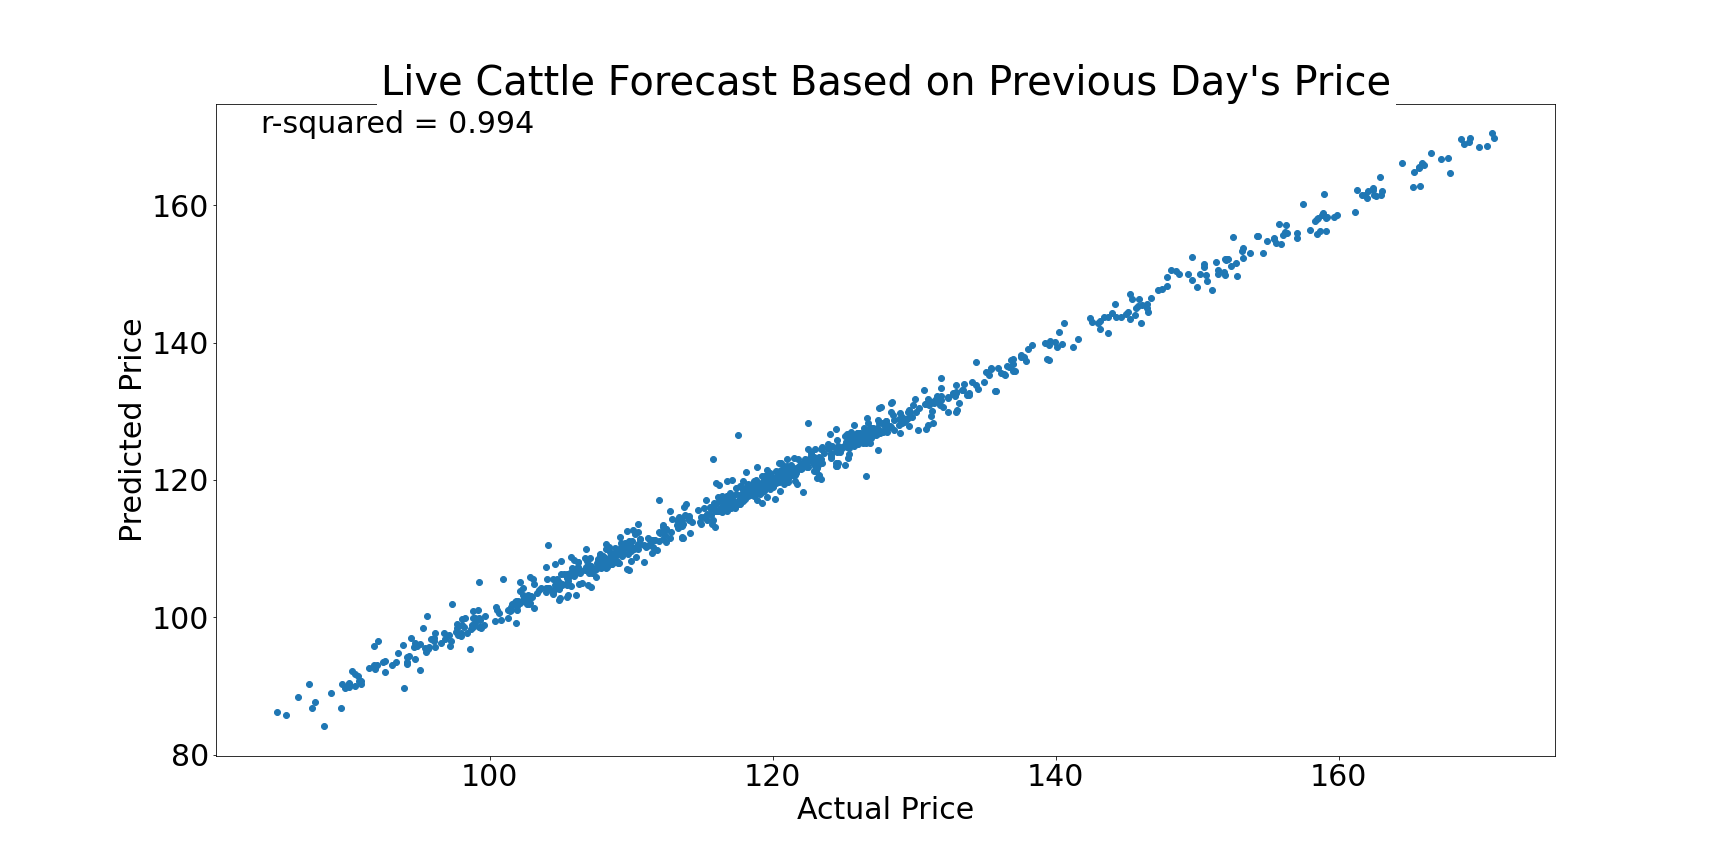 Live Cattle Forecast Based on Previous Day's Price
r-squared = 0.994
160
140
120
100
80
Predicted Price
100 120 140 160
Actual Price